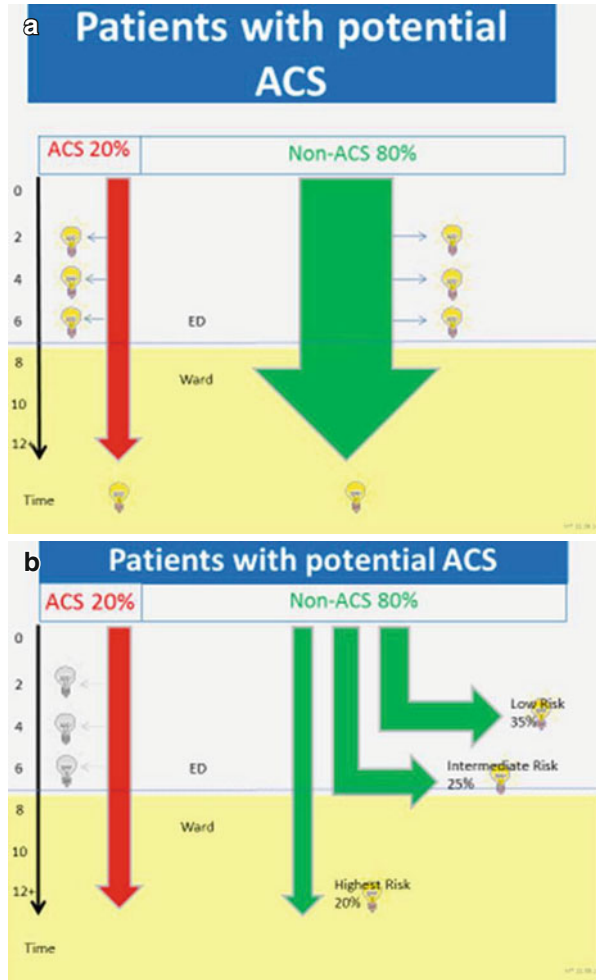 a
Patients with potential
ACS
ACS 20%
Non-ACS 80%
0
2
4
6
ED
8
Ward
10
12+
Time
b
Patients with potential ACS
ACS 20%
Non-ACS 80%
0
2
4
Low Risk
35%
6
ED
Intermediate Risk
25%
8
Ward
10
12+
Highest Risk
20%
Time